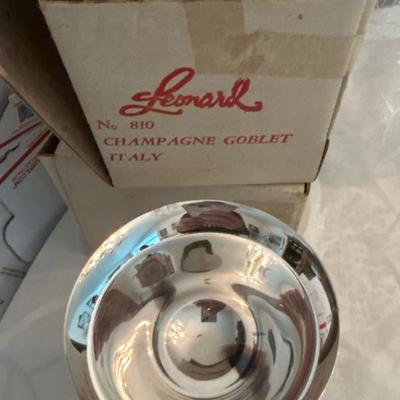 Leonard
No 810
CHAMPAGNE GOBLET
ITALY